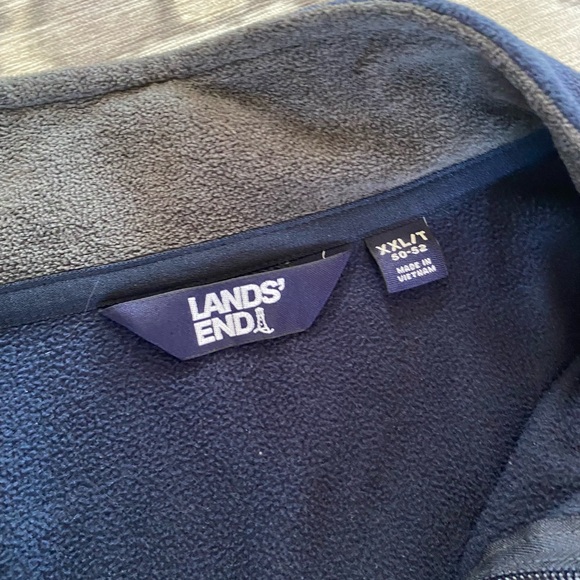 LANDS'
END
XXL/T
50-52
MADE IN
VIETNAM